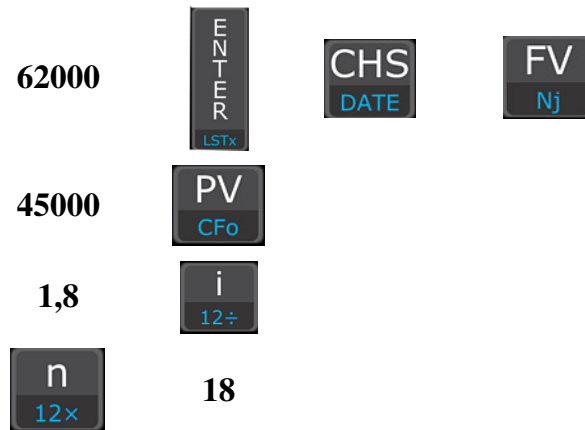 62000 ENTER CHS FV
LSTx DATE Nj
45000 PV
CFo
1,8 i
12÷
n 18
12×